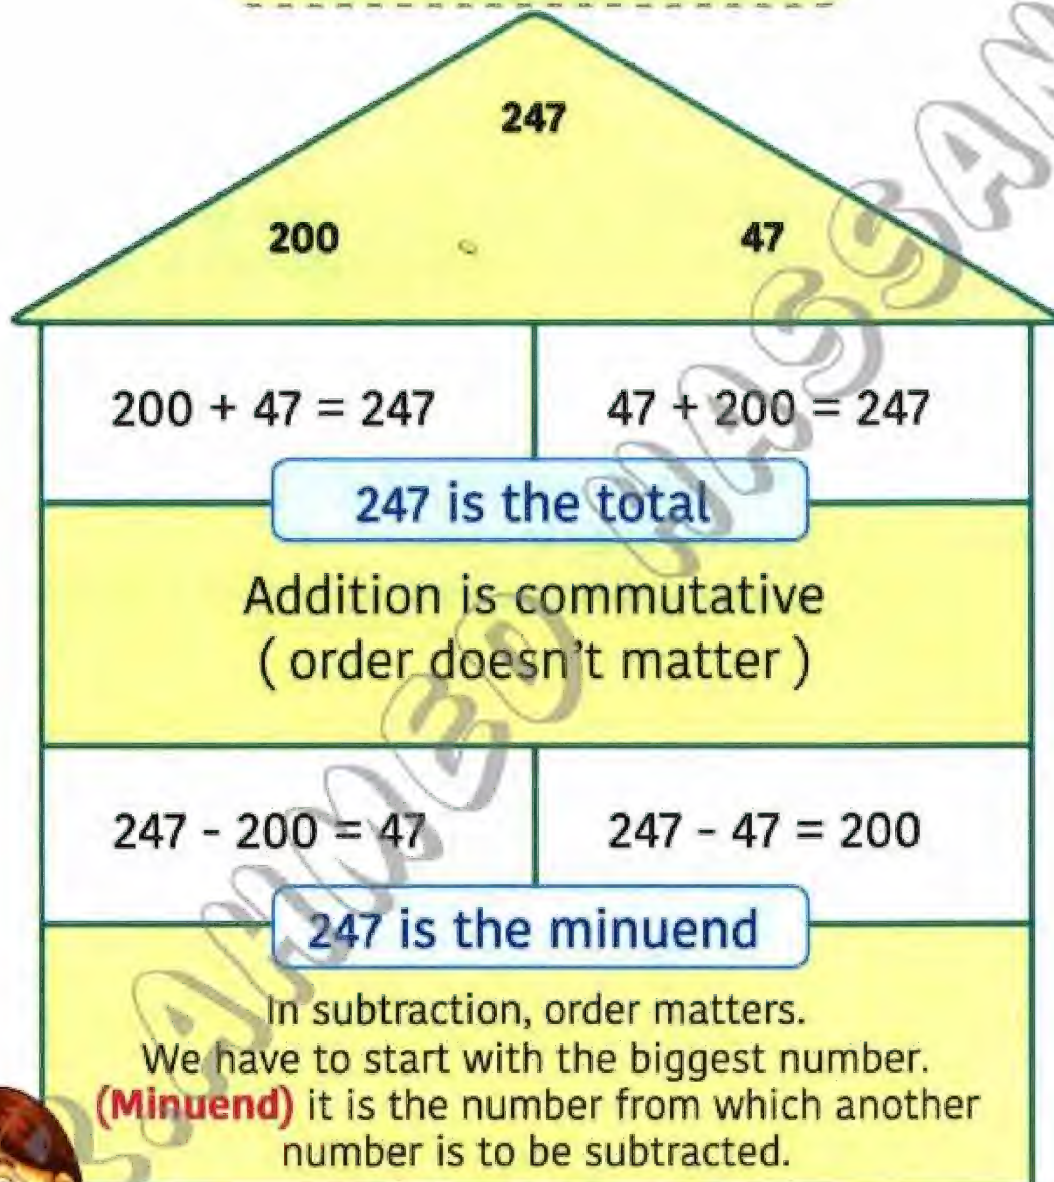 247
200 47
200 + 47 = 247 47 + 200 = 247
247 is the total
Addition is commutative
( order doesn't matter )
247 - 200 = 47 247 - 47 = 200
247 is the minuend
In subtraction, order matters.
We have to start with the biggest number.
(Minuend) it is the number from which another
number is to be subtracted.